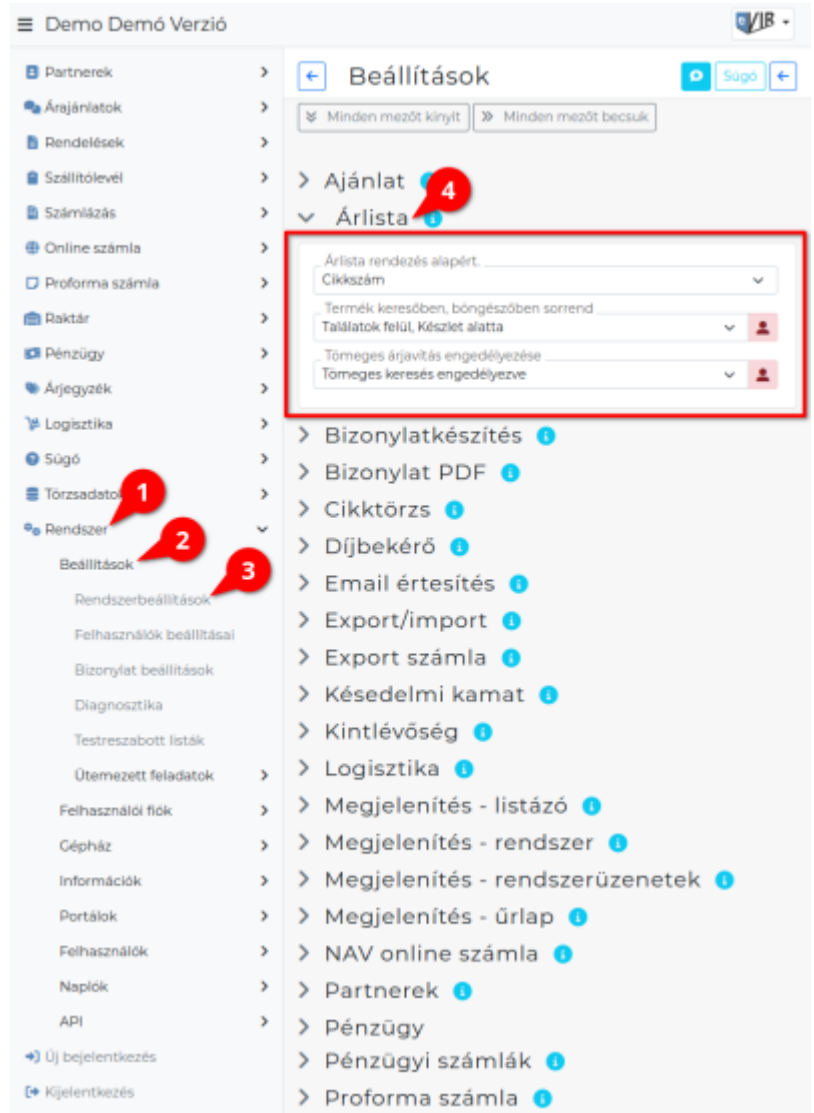 Demo Demó Verzió
VIR
Partnerek
Árajánlatok
Rendelések
Szállítólevél
Számlázás
Online számla
Proforma számla
Raktár
Pénzügy
Árjegyzék
Logisztika
Súgó
1
Rendszer
2
Beállítások
3
Rendszerbeállítások
Felhasználók beállításai
Bizonylat beállítások
Diagnosztika
Testreszabott listák
Ütemezett feladatok
Felhasználói fiók
Gépház
Információk
Portálok
Felhasználók
Naplók
API
Új bejelentkezés
Kijelentkezés
Beállítások
Súgó
Minden mezőt kinyit
Minden mezőt becsuk
Ajánlat
4
Árlista
Árlista rendezés alapért.
Cikkszám
Termék keresőben, böngészőben sorrend
Találatok felül, Készlet alatta
Tömeges árjavítás engedélyezése
Tömeges keresés engedélyezve
Bizonylatkészítés
Bizonylat PDF
Cikktörzs
Díjbekérő
Email értesítés
Export/import
Export számla
Késedelmi kamat
Kintlévőség
Logisztika
Megjelenítés - listázó
Megjelenítés - rendszer
Megjelenítés - rendszerüzenetek
Megjelenítés - űrlap
NAV online számla
Partnerek
Pénzügy
Pénzügyi számlák
Proforma számla